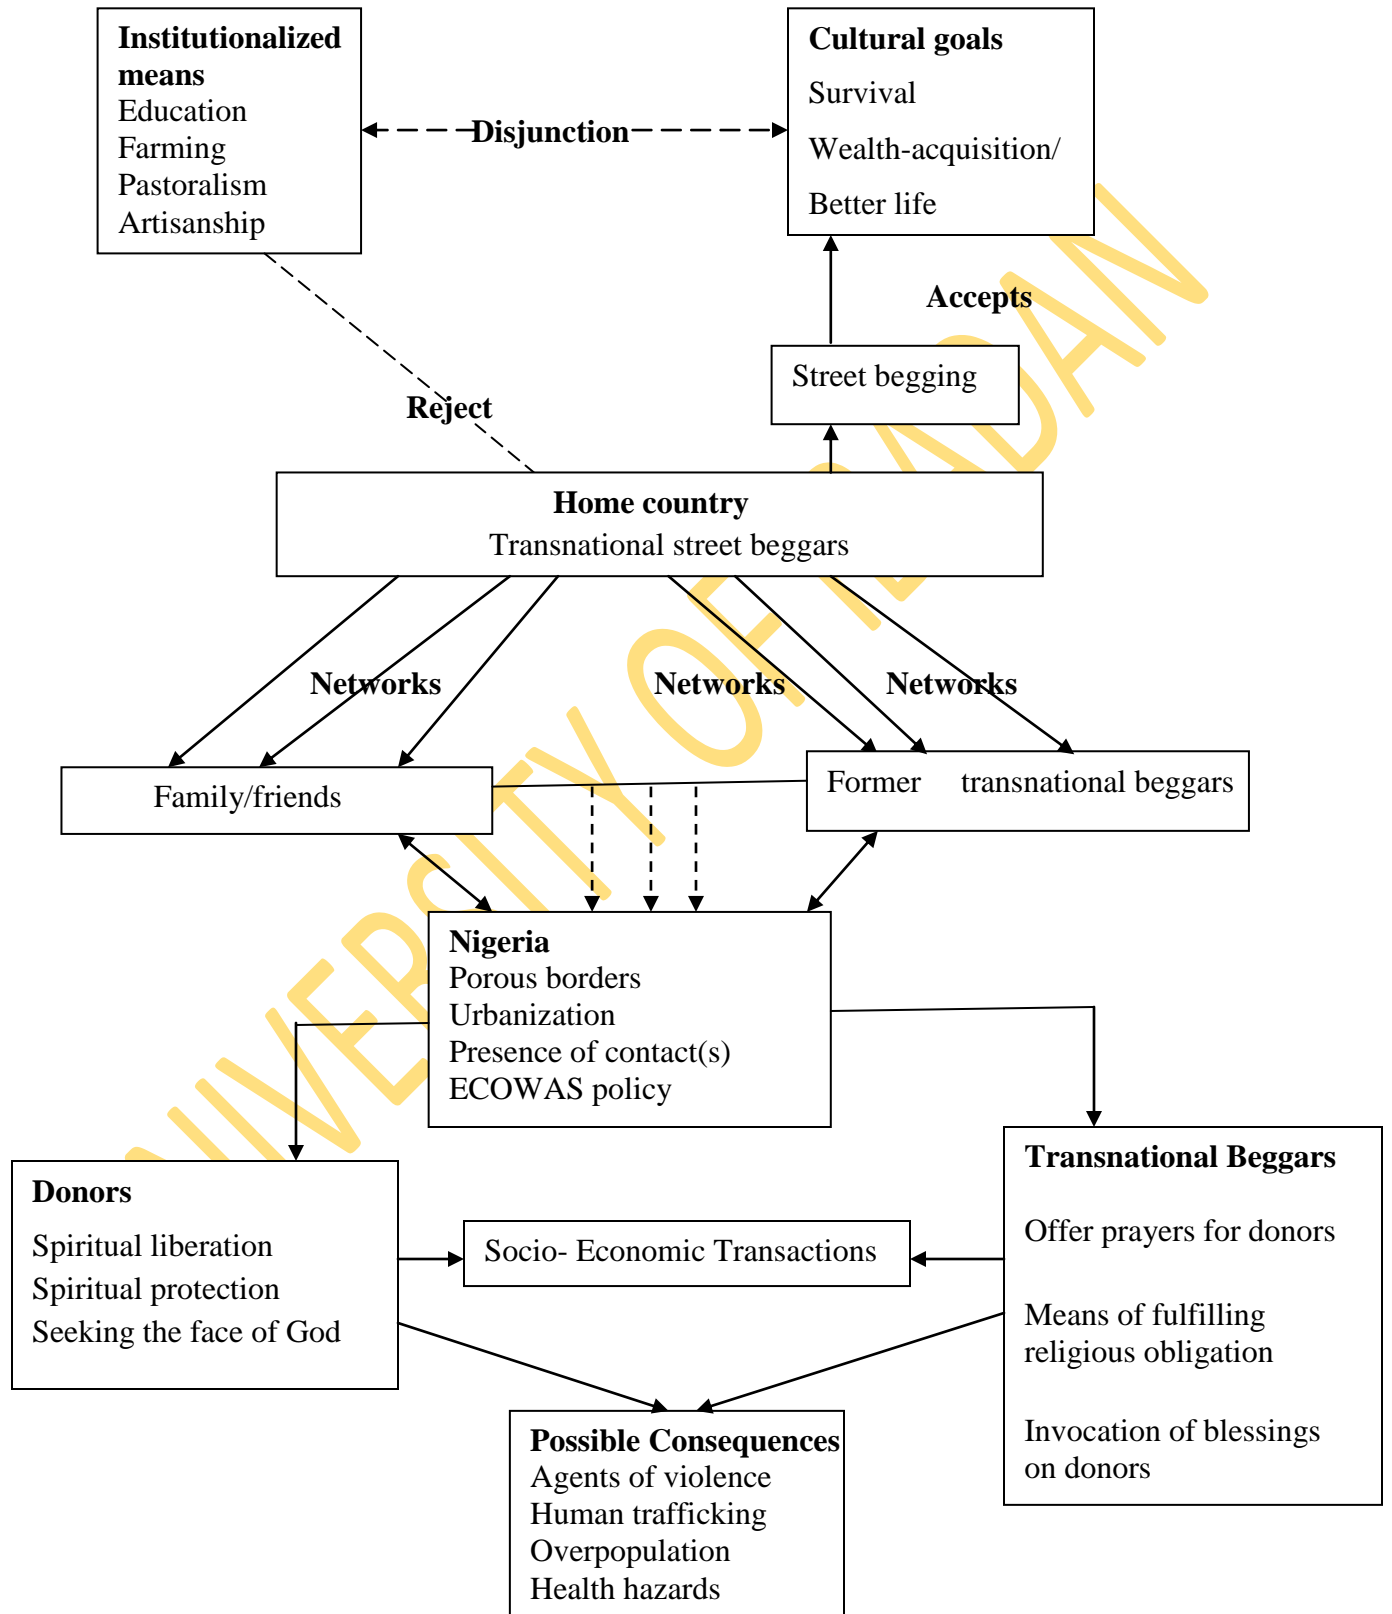 Institutionalized
means
Education
Farming
Pastoralism
Artisanship
Cultural goals
Survival
Wealth-acquisition/
Better life
Disjunction
Accepts
Street begging
Reject
Home country
Transnational street beggars
Networks
Networks
Networks
Family/friends
Former transnational beggars
Nigeria
Porous borders
Urbanization
Presence of contact(s)
ECOWAS policy
Donors
Spiritual liberation
Spiritual protection
Seeking the face of God
Socio- Economic Transactions
Transnational Beggars
Offer prayers for donors
Means of fulfilling
religious obligation
Invocation of blessings
on donors
Possible Consequences
Agents of violence
Human trafficking
Overpopulation
Health hazards
UNIVERSITY OF IBADAN